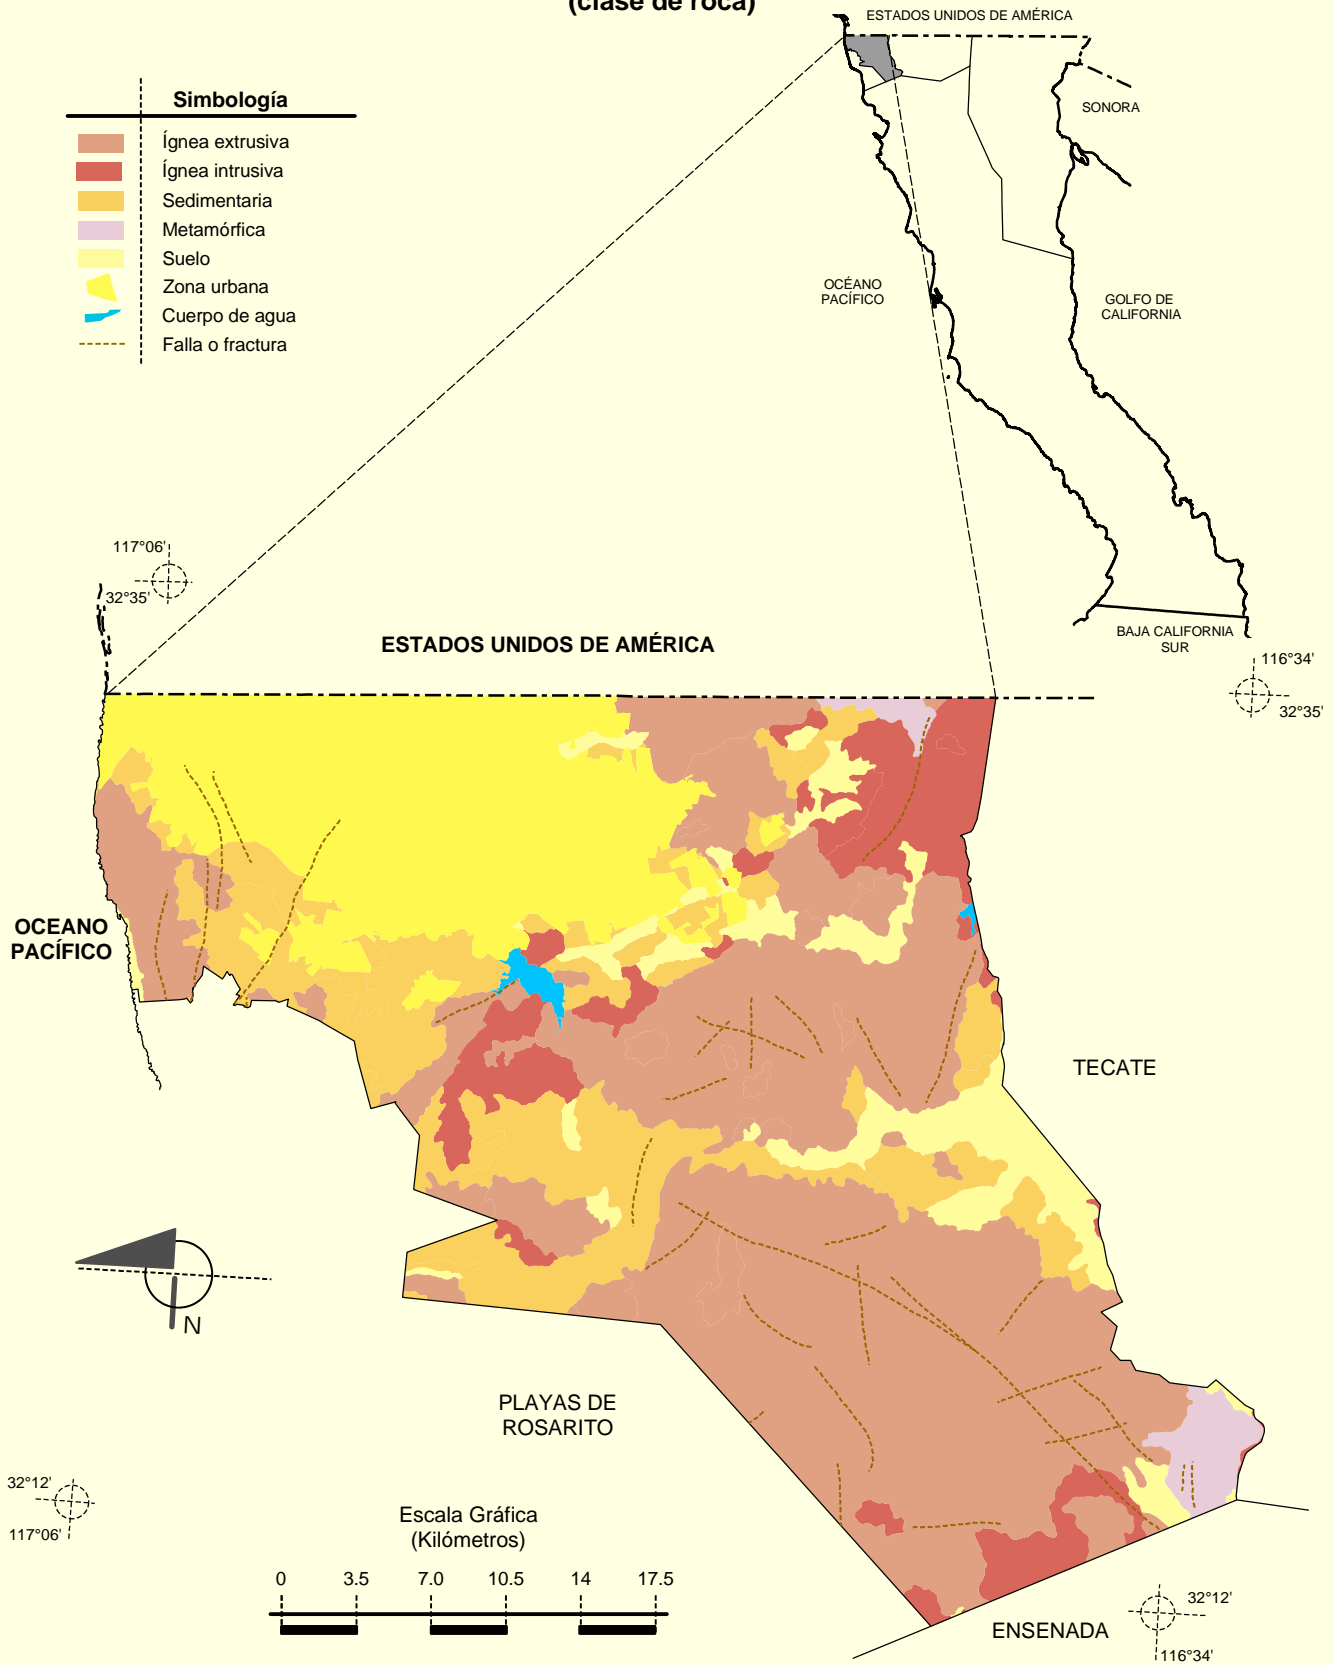 (clase de roca)
ESTADOS UNIDOS DE AMÉRICA
Simbología
Ígnea extrusiva
Ígnea intrusiva
Sedimentaria
Metamórfica
Suelo
Zona urbana
Cuerpo de agua
Falla o fractura
SONORA
OCÉANO
PACÍFICO
GOLFO DE
CALIFORNIA
BAJA CALIFORNIA
SUR
117°06'
32°35'
ESTADOS UNIDOS DE AMÉRICA
116°34'
32°35'
OCEANO
PACÍFICO
TECATE
N
PLAYAS DE
ROSARITO
32°12'
117°06'
Escala Gráfica
(Kilómetros)
0 3.5 7.0 10.5 14 17.5
ENSENADA
32°12'
116°34'